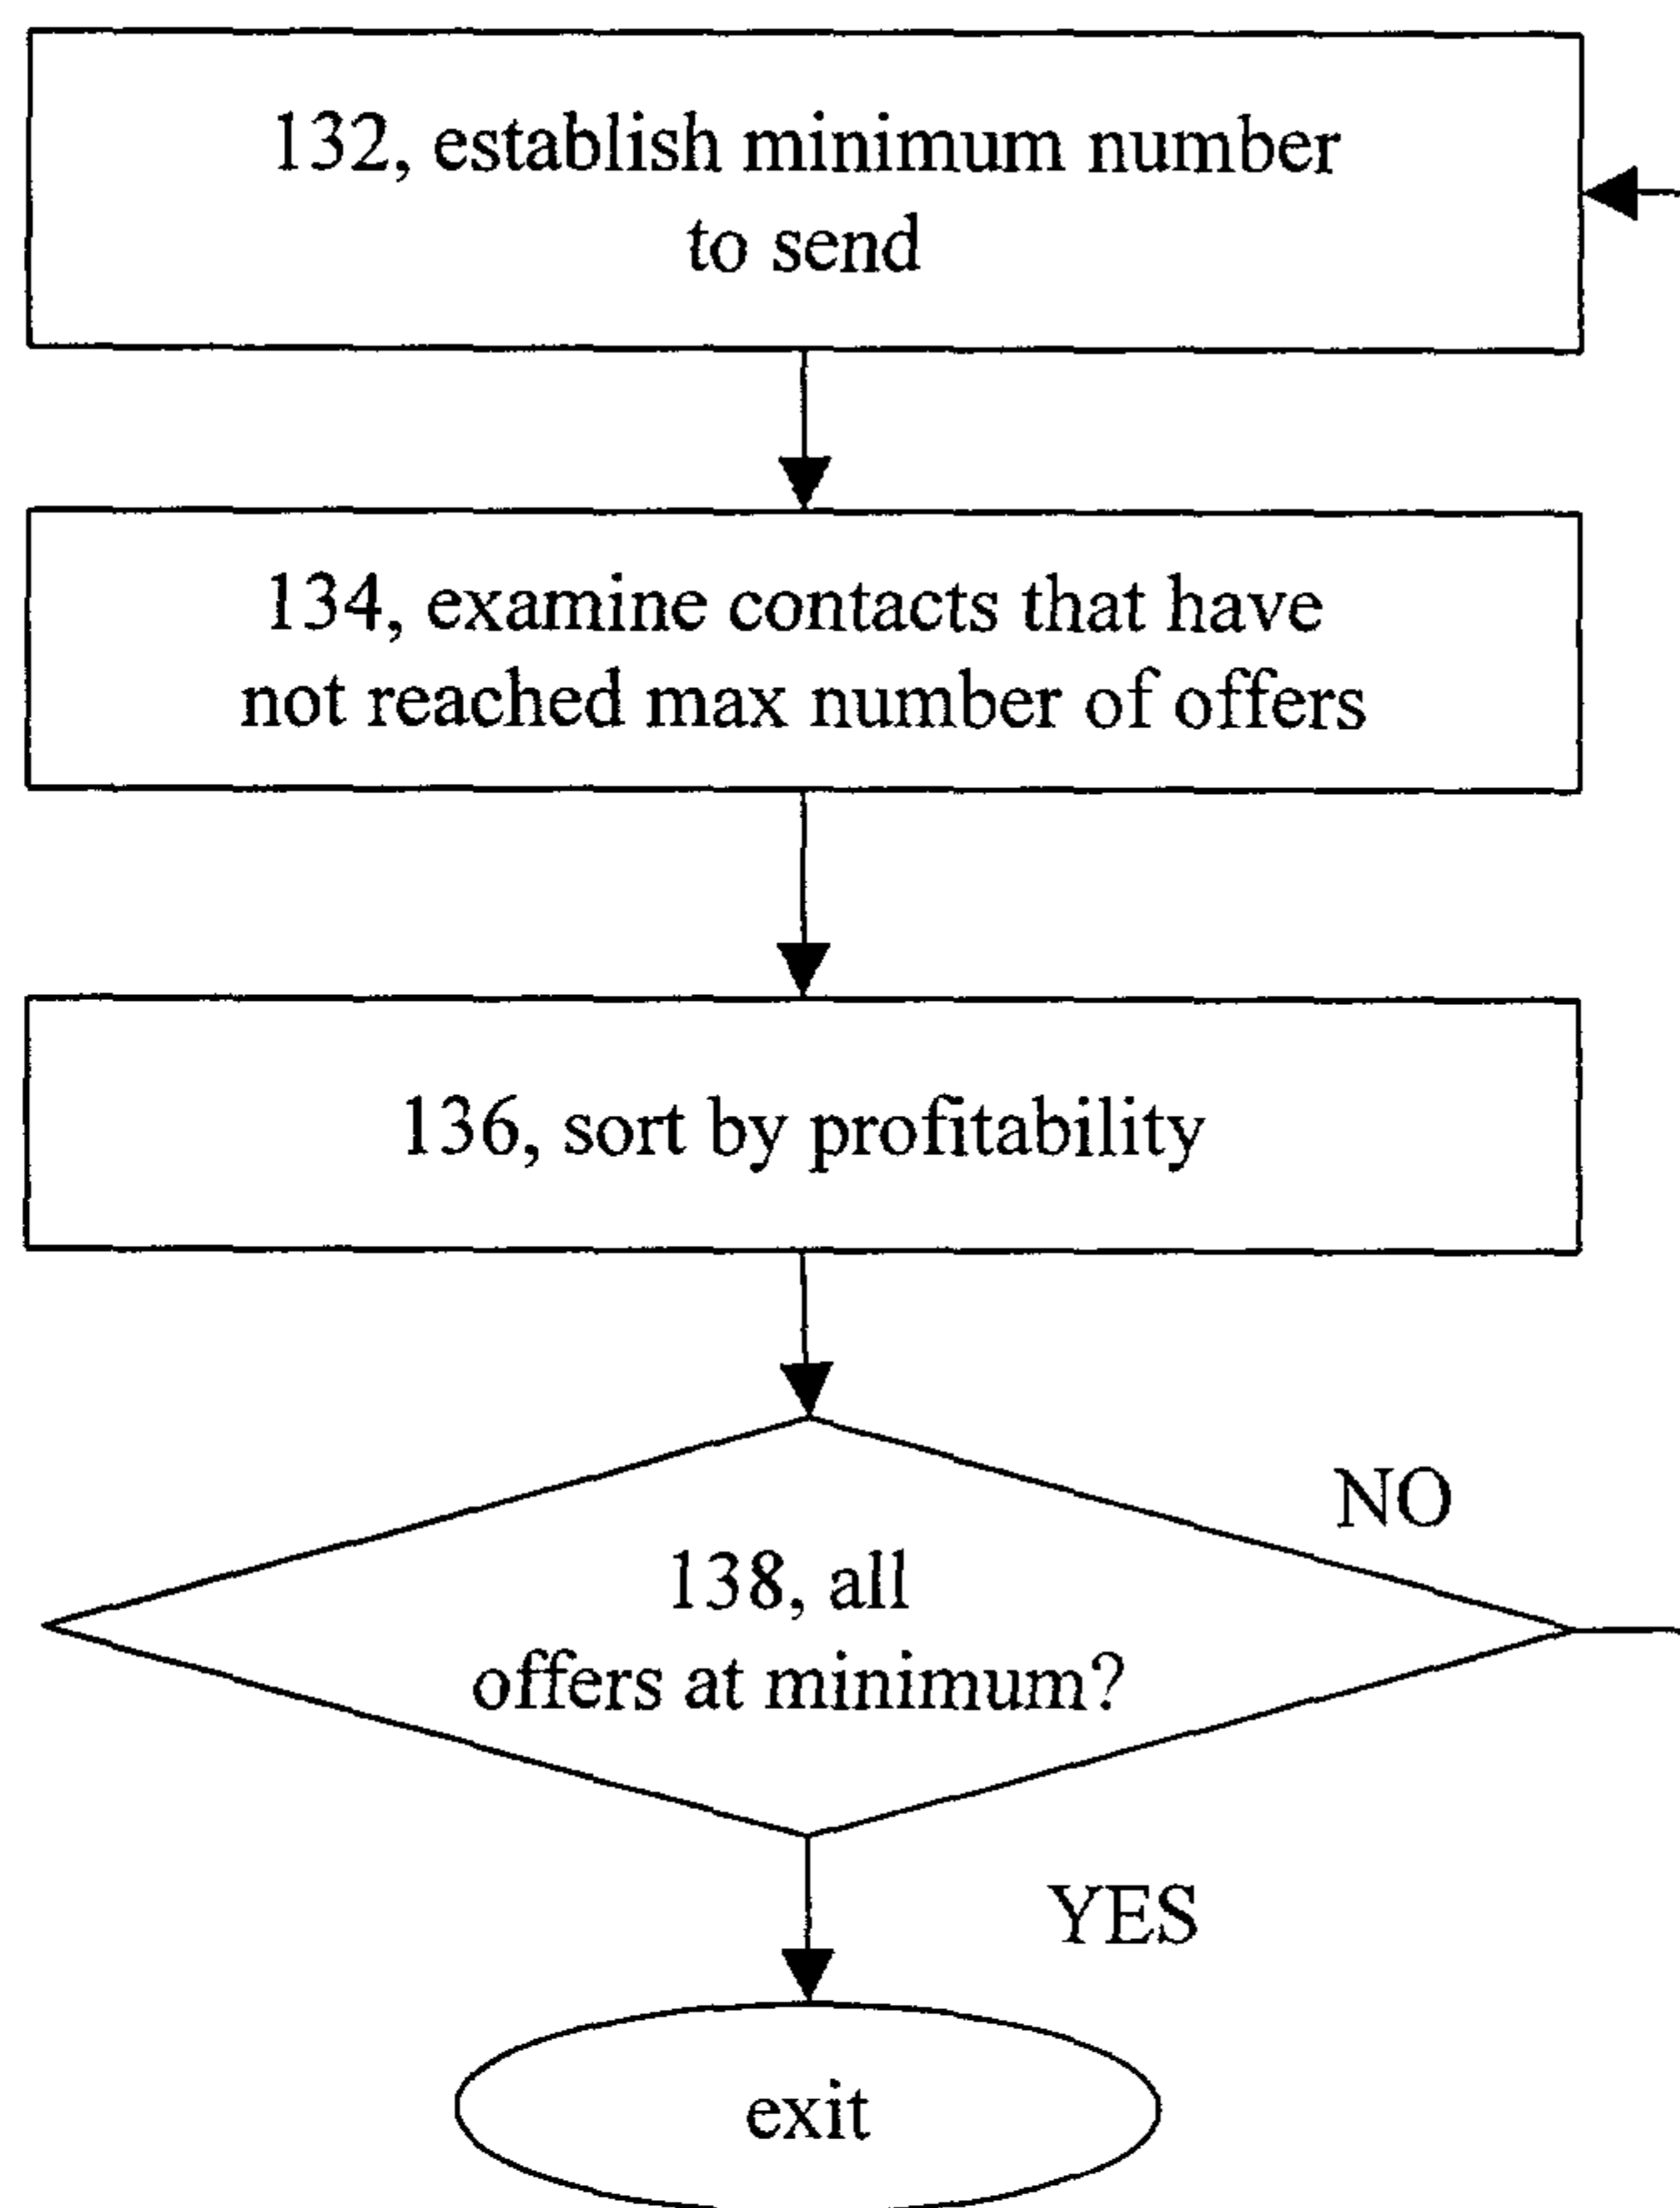 132, establish minimum number
to send
134, examine contacts that have
not reached max number of offers
136, sort by profitability
NO
138, all
offers at minimum?
YES
exit